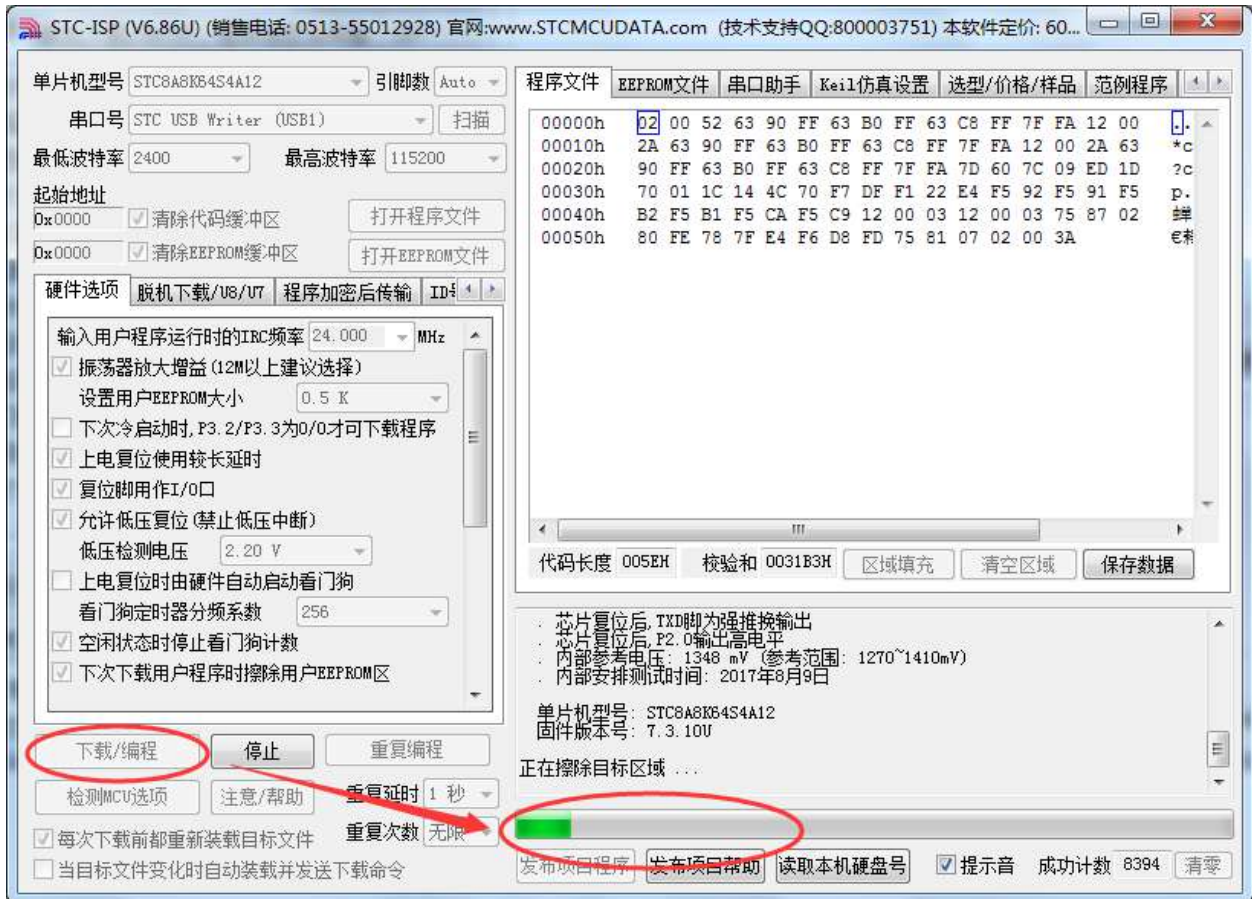 STC-ISP (V6.86U) (销售电话: 0513-55012928) 官网:www.STCMCUDATA.com (技术支持QQ:800003751) 本软件定价: 60...
单片机型号 STC8A8K64S4A12 引脚数 Auto
串口号 STC USB Writer (USB1) 扫描
最低波特率 2400 最高波特率 115200
起始地址
0x0000 清除代码缓冲区 打开程序文件
0x0000 清除EEPROM缓冲区 打开EEPROM文件
硬件选项 脱机下载/U8/U7 程序加密后传输
输入用户程序运行时的IRC频率 24.000 MHz
振荡器放大增益(12M以上建议选择)
设置用户EEPROM大小 0.5 K
下次冷启动时,P3.2/P3.3为0/0才可下载程序
上电复位使用较长延时
复位脚用作I/O口
允许低压复位(禁止低压中断)
低压检测电压 2.20 V
上电复位时由硬件自动启动看门狗
看门狗定时器分频系数 256
空闲状态时停止看门狗计数
下次下载用户程序时擦除用户EEPROM区
下载/编程 停止 重复编程
检测MCU选项 注意/帮助 重复延时 1 秒
每次下载前都重新装载目标文件 重复次数 无限
当目标文件变化时自动装载并发送下载命令
程序文件 EEPROM文件 串口助手 Keil仿真设置 选型/价格/样品 范例程序
00000h 02 00 52 63 90 FF 63 B0 FF 63 C8 FF 7F FA 12 00 ..
00010h 2A 63 90 FF 63 B0 FF 63 C8 FF 7F FA 12 00 2A 63 *c
00020h 90 FF 63 B0 FF 63 C8 FF 7F FA 7D 60 7C 09 ED 1D ?c
00030h 70 01 1C 14 4C 70 F7 DF F1 22 E4 F5 92 F5 91 F5 p.
00040h B2 F5 B1 F5 CA F5 C9 12 00 03 12 00 03 75 87 02
00050h 80 FE 78 7F E4 F6 D8 FD 75 81 07 02 00 3A
代码长度 005EH 校验和 0031B3H 区域填充 清空区域 保存数据
. 芯片复位后,TXD脚为强推挽输出
. 芯片复位后,P2.0输出高电平
. 内部参考电压: 1348 mV (参考范围: 1270~1410mV)
. 内部安排测试时间: 2017年8月9日
单片机型号: STC8A8K64S4A12
固件版本号: 7.3.10U
正在擦除目标区域 ...
发布项目程序 发布项目帮助 读取本机硬盘号 提示音 成功计数 8394 清零